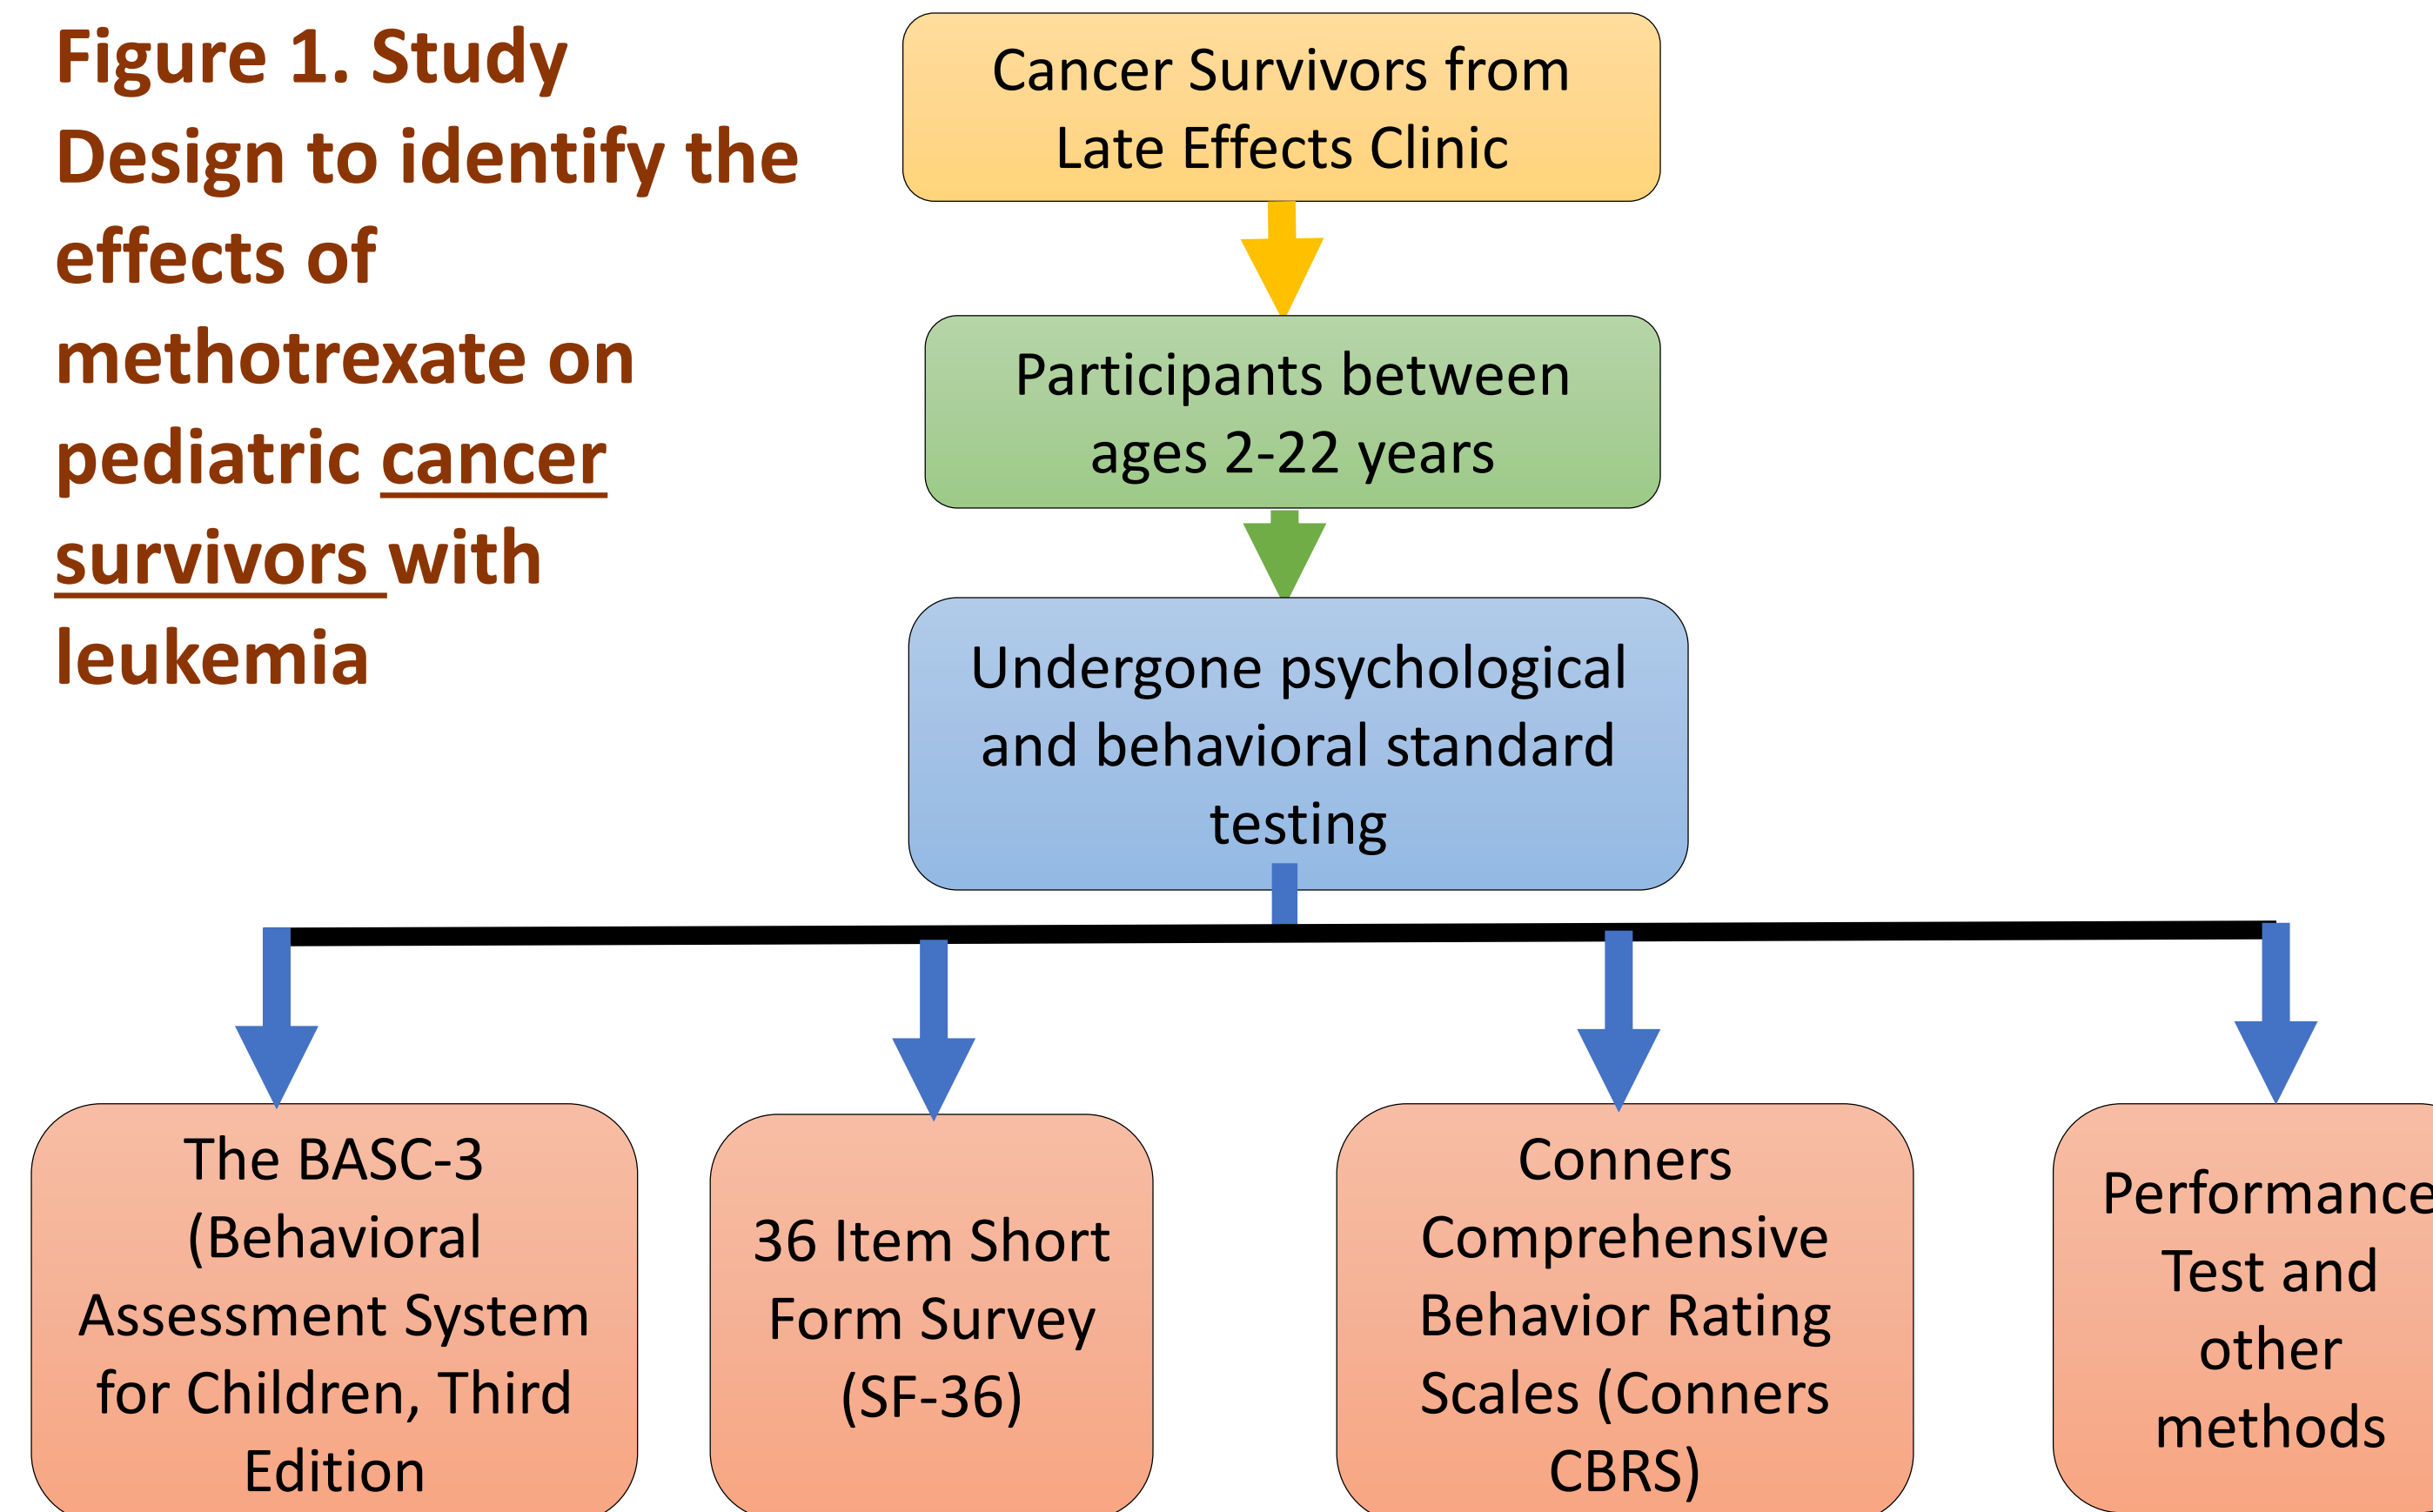 Figure 1. Study
Design to identify the
effects of
methotrexate on
pediatric cancer
survivors with
leukemia
Cancer Survivors from
Late Effects Clinic
Participants between
ages 2-22 years
Undergone psychological
and behavioral standard
testing
The BASC-3
(Behavioral
Assessment System
for Children, Third
Edition
36 Item Short
Form Survey
(SF-36)
Conners
Comprehensive
Behavior Rating
Scales (Conners
CBRS)
Performance
Test and
other
methods